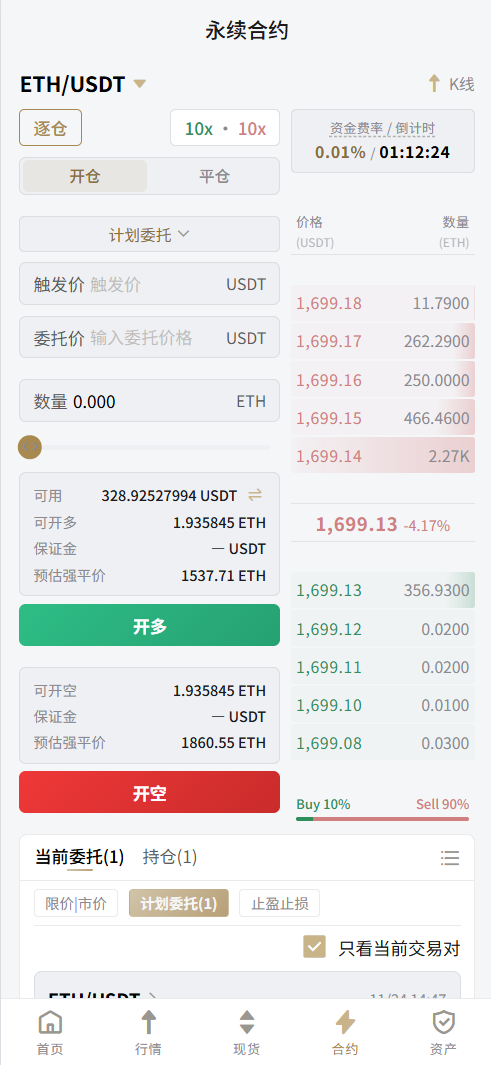 永续合约
ETH/USDT
K线
逐仓
10x • 10x
开仓
平仓
计划委托
触发价 触发价 USDT
委托价 输入委托价格 USDT
数量 0.000 ETH
可用 328.92527994 USDT
可开多 1.935845 ETH
保证金 — USDT
预估强平价 1537.71 ETH
开多
可开空 1.935845 ETH
保证金 — USDT
预估强平价 1860.55 ETH
开空
资金费率 / 倒计时
0.01% / 01:12:24
价格 数量
(USDT) (ETH)
1,699.18 11.7900
1,699.17 262.2900
1,699.16 250.0000
1,699.15 466.4600
1,699.14 2.27K
1,699.13 -4.17%
1,699.13 356.9300
1,699.12 0.0200
1,699.11 0.0200
1,699.10 0.0100
1,699.08 0.0300
Buy 10% Sell 90%
当前委托(1) 持仓(1)
限价|市价 计划委托(1) 止盈止损
只看当前交易对
ETH/USDT 11/24 14:47
首页 行情 现货 合约 资产